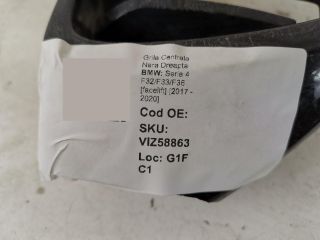 Grila Centrala
Nara Dreapta
BMW: Seria 4
F32/F33/F36
[facelift] [2017 -
2020]
Cod OE:
SKU:
VIZ58863
Loc: G1F
C1